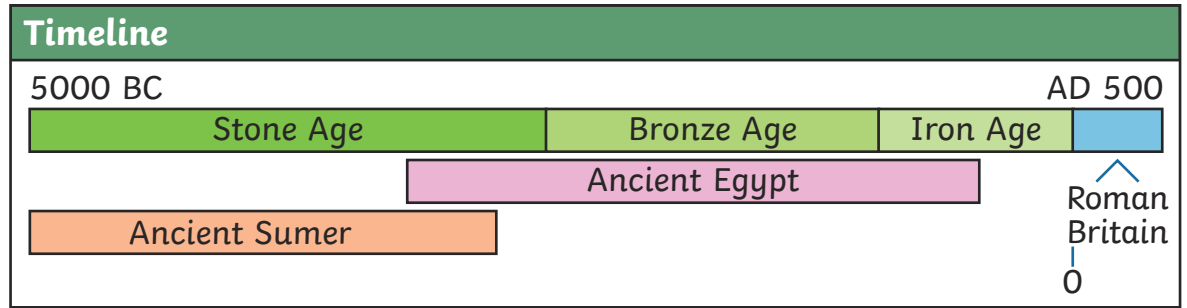 Timeline
5000 BC
AD 500
Stone Age
Bronze Age
Iron Age
Ancient Egypt
Roman
Britain
Ancient Sumer
0